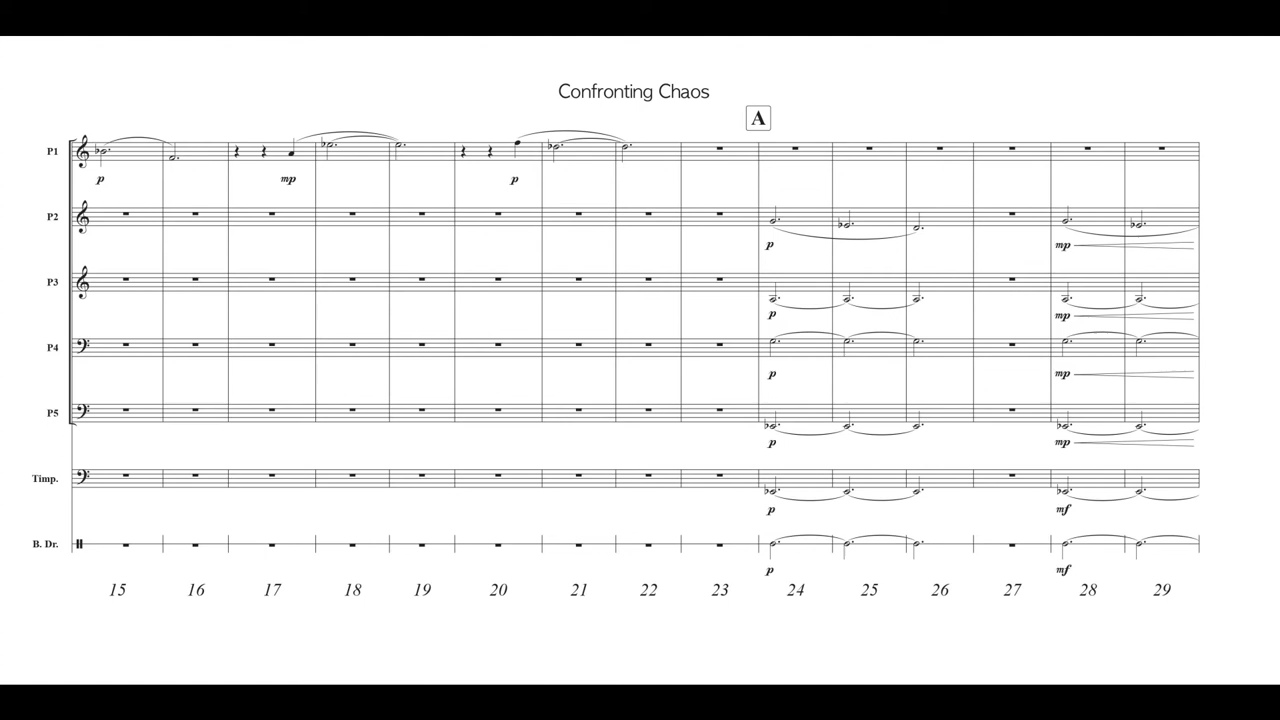 Confronting Chaos
A
P1
p mp p
P2
p mp
P3
p mp
P4
p mp
P5
p mp
Timp.
p mf
B. Dr.
p mf
15 16 17 18 19 20 21 22 23 24 25 26 27 28 29